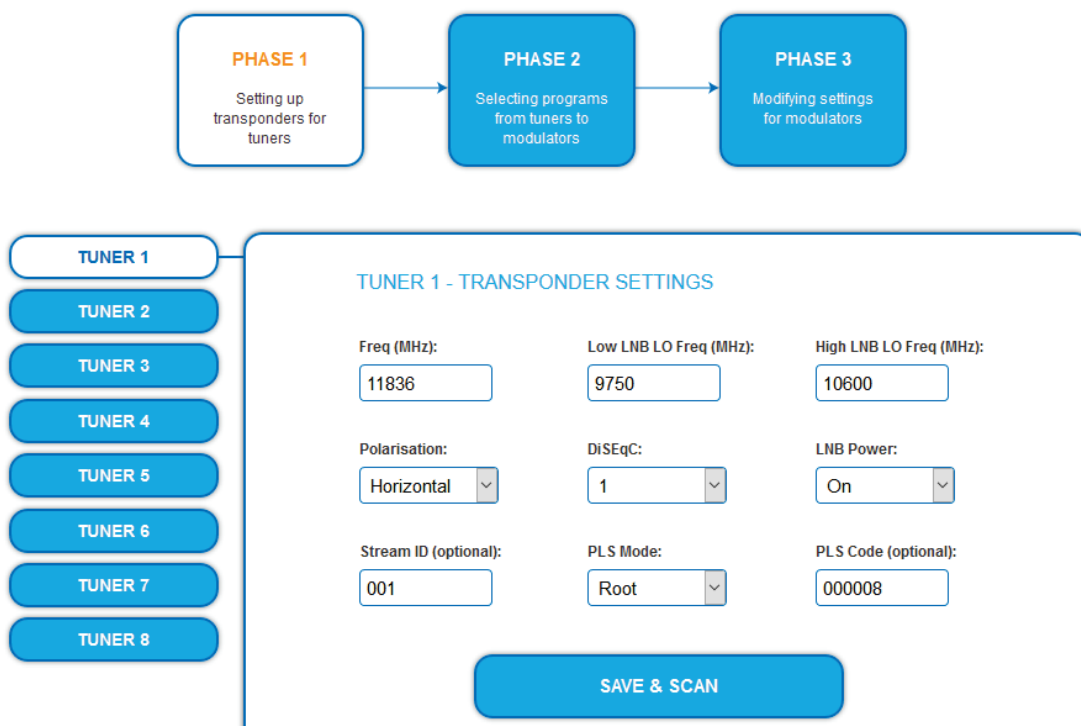 PHASE 1
Setting up
transponders for
tuners
PHASE 2
Selecting programs
from tuners to
modulators
PHASE 3
Modifying settings
for modulators
TUNER 1
TUNER 2
TUNER 3
TUNER 4
TUNER 5
TUNER 6
TUNER 7
TUNER 8
TUNER 1 - TRANSPONDER SETTINGS
Freq (MHz): Low LNB LO Freq (MHz): High LNB LO Freq (MHz):
11836 9750 10600
Polarisation: DiSEqC: LNB Power:
Horizontal 1 On
Stream ID (optional): PLS Mode: PLS Code (optional):
001 Root 000008
SAVE & SCAN